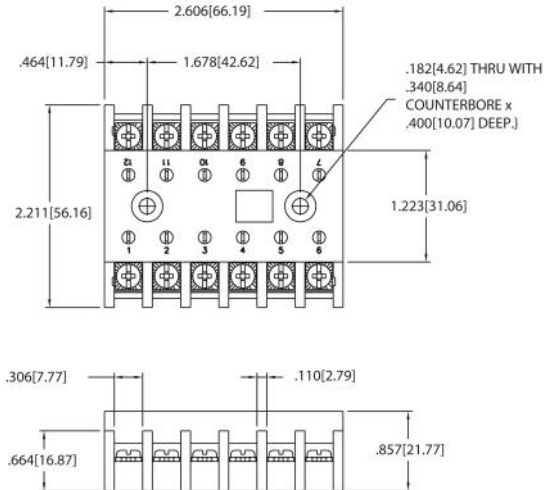 2.606[66.19]
.464[11.79]
1.678[42.62]
.182[4.62] THRU WITH
.340[8.64]
COUNTERBORE x
.400[10.07] DEEP.}
12 11 10 9 8 7
2.211[56.16]
1.223[31.06]
1 2 3 4 5 6
.306[7.77]
.110[2.79]
.664[16.87]
.857[21.77]